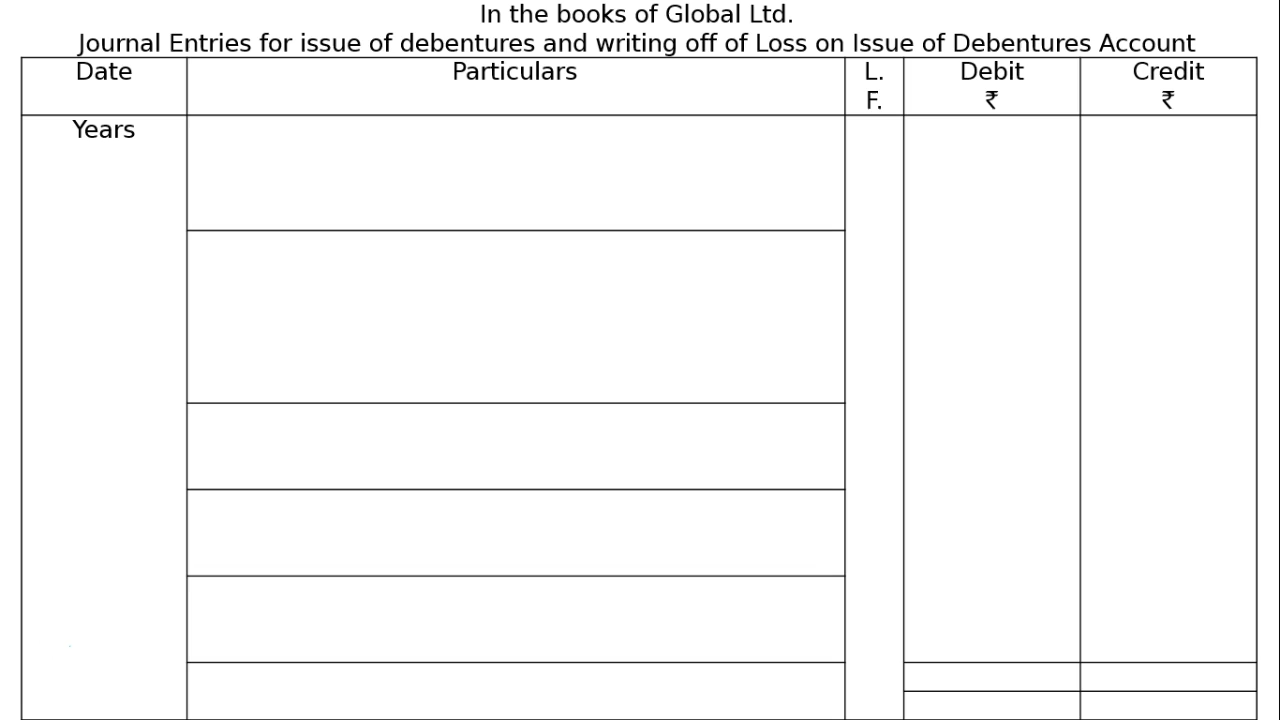 In the books of Global Ltd.
Journal Entries for issue of debentures and writing off of Loss on Issue of Debentures Account
Date Particulars L. Debit Credit
F. ₹ ₹
Years